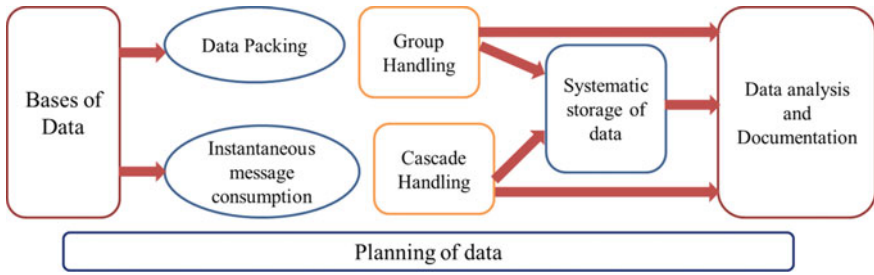 Bases of
Data
Data Packing
Instantaneous
message
consumption
Group
Handling
Cascade
Handling
Systematic
storage of
data
Data analysis
and
Documentation
Planning of data